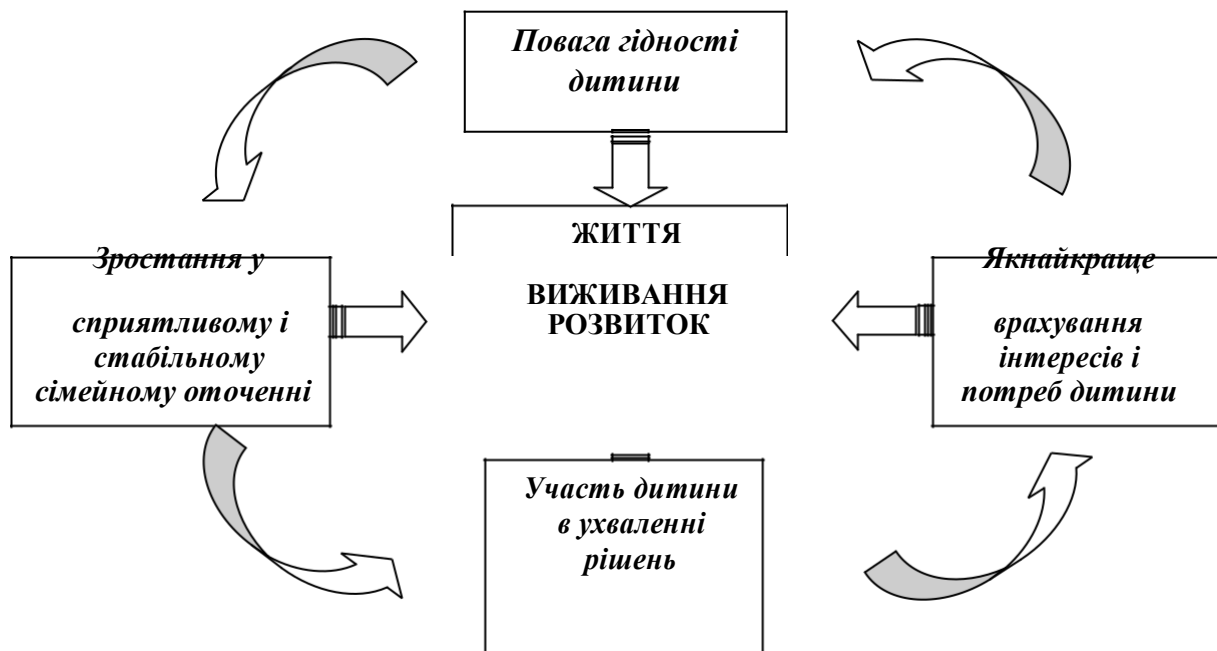 Повага гідності
дитини
ЖИТТЯ
ВИЖИВАННЯ
РОЗВИТОК
Зростання у
сприятливому і
стабільному
сімейному оточенні
Якнайкраще
врахування
інтересів і
потреб дитини
Участь дитини
в ухваленні
рішень